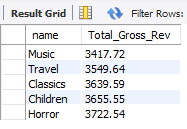 Result Grid Filter Rows:
name Total_Gross_Rev
Music 3417.72
Travel 3549.64
Classics 3639.59
Children 3655.55
Horror 3722.54